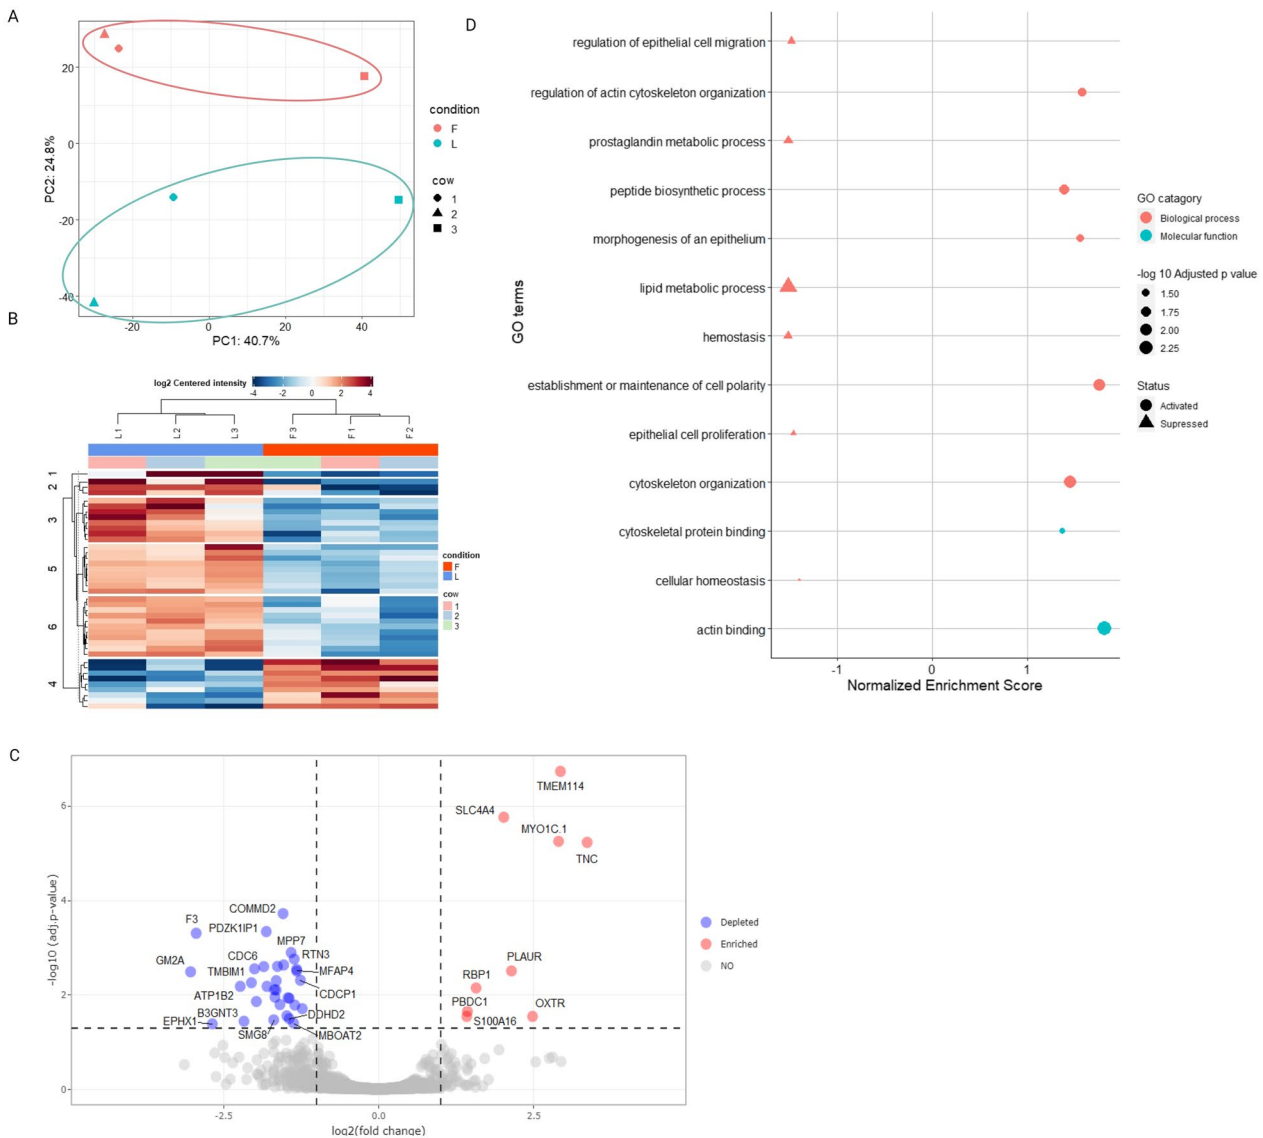 A
20
0
-20
-40
PC2: 24.8%
-20
0
20
40
PC1: 40.7%
condition
F
L
cow
1
2
3
B
log2 Centered intensity
-4
-2
0
2
4
L1
L2
L3
F3
F1
F2
1
2
3
5
6
4
condition
F
L
cow
1
2
3
C
6
4
2
0
-log10 (adj.p-value)
TMEM114
SLC4A4
MYO1C.1
TNC
COMMD2
F3
PDZK1IP1
MPP7
RTN3
GM2A
CDC6
MFAP4
TMBIM1
PLAUR
RBP1
CDCP1
ATP1B2
PBDC1
OXTR
B3GNT3
DDHD2
S100A16
EPHX1
SMG8
MBOAT2
-2.5
0.0
2.5
log2(fold change)
Depleted
Enriched
NO
D
regulation of epithelial cell migration
regulation of actin cytoskeleton organization
prostaglandin metabolic process
peptide biosynthetic process
morphogenesis of an epithelium
lipid metabolic process
hemostasis
establishment or maintenance of cell polarity
epithelial cell proliferation
cytoskeleton organization
cytoskeletal protein binding
cellular homeostasis
actin binding
GO terms
-1
0
1
Normalized Enrichment Score
GO catagory
Biological process
Molecular function
-log 10 Adjusted p value
1.50
1.75
2.00
2.25
Status
Activated
Supressed